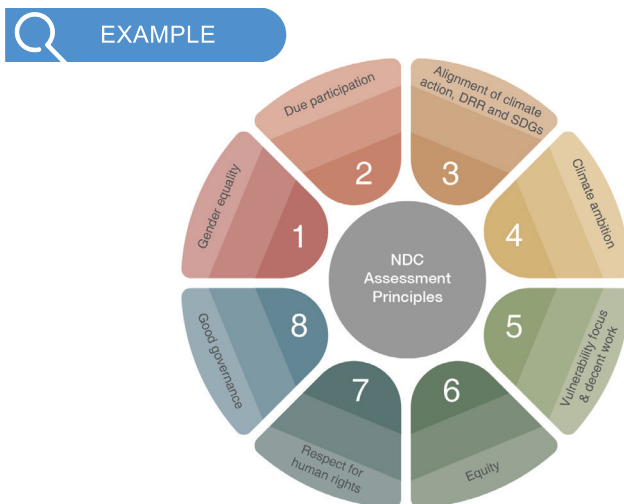 EXAMPLE
NDC
Assessment
Principles
1
Gender equality
2
Due participation
3
Alignment of climate
action, DRR and SDGs
4
Climate ambition
5
Vulnerability focus
& decent work
6
Equity
7
Respect for
human rights
8
Good governance